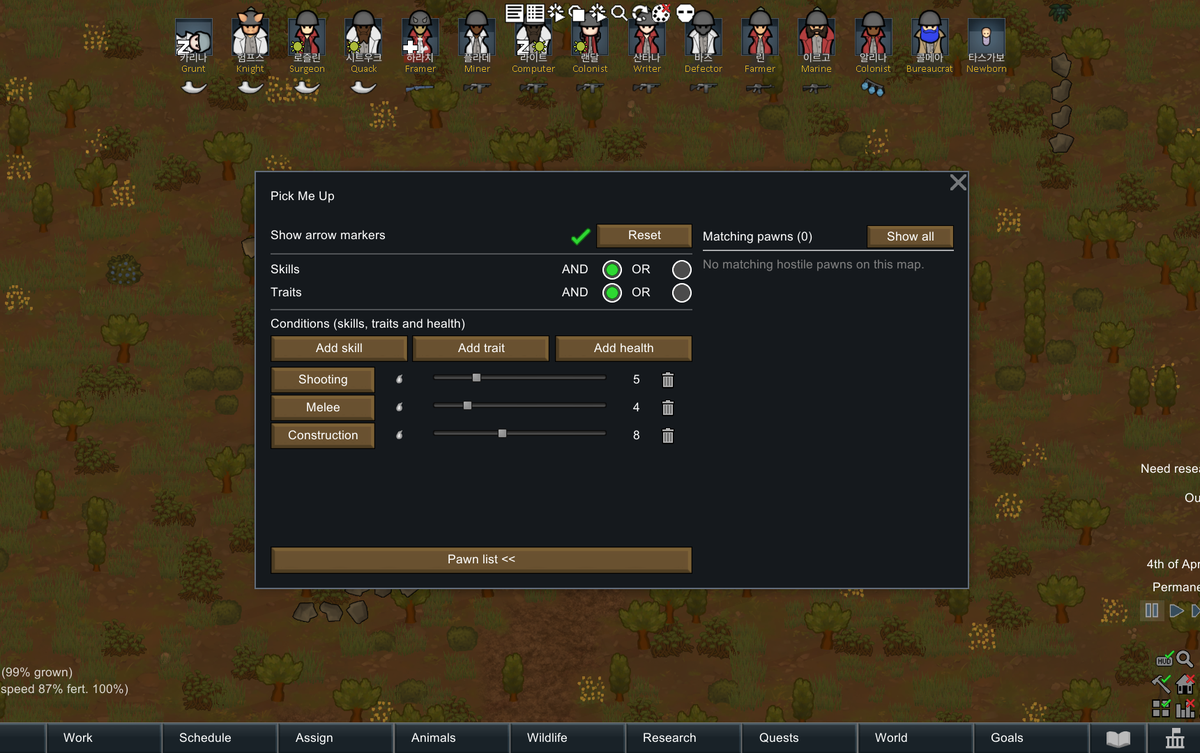 카리나 험프스 로즐린 시트우크 하라치 플라데 라이트 랜달 산타나 바즈 린 이르고 알리나 콜메아 타스가보
Grunt Knight Surgeon Quack Framer Miner Computer Colonist Writer Defector Farmer Marine Colonist Bureaucrat Newborn
Pick Me Up
Show arrow markers Reset
Skills AND OR
Traits AND OR
Conditions (skills, traits and health)
Add skill Add trait Add health
Shooting 5
Melee 4
Construction 8
Pawn list <<
Matching pawns (0) Show all
No matching hostile pawns on this map.
Need resea
Ou
4th of Apr
Permane
(99% grown)
speed 87% fert. 100%)
Work Schedule Assign Animals Wildlife Research Quests World Goals